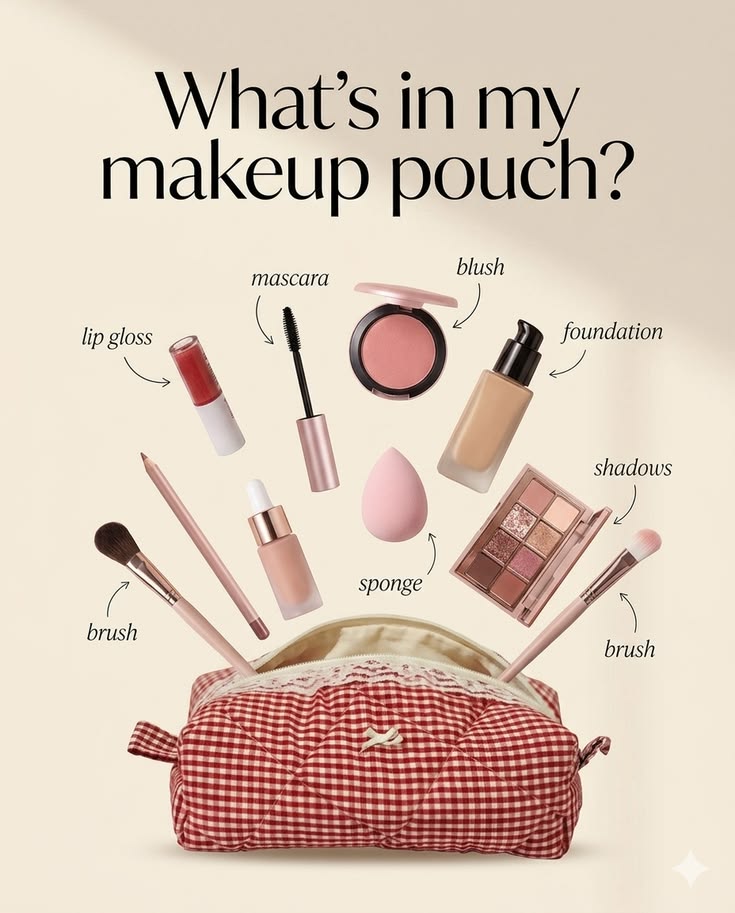 What's in my
makeup pouch?
mascara
blush
lip gloss
foundation
shadows
sponge
brush
brush